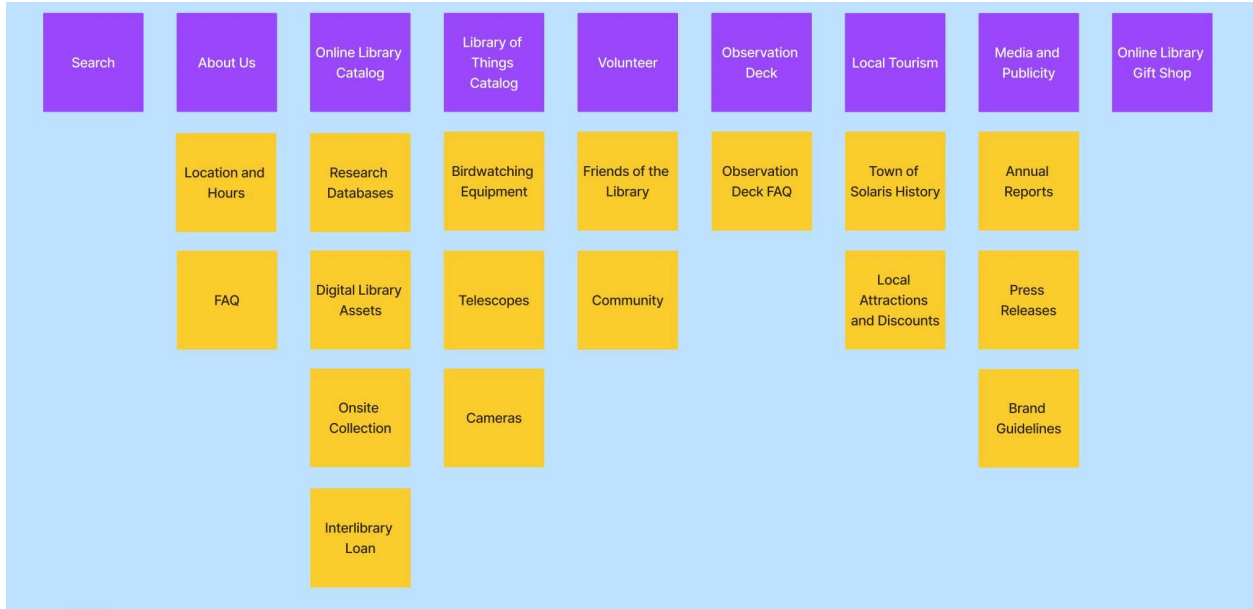 Search
About Us
Online Library
Catalog
Library of
Things
Catalog
Volunteer
Observation
Deck
Local Tourism
Media and
Publicity
Online Library
Gift Shop
Location and
Hours
Research
Databases
Birdwatching
Equipment
Friends of the
Library
Observation
Deck FAQ
Town of
Solaris History
Annual
Reports
FAQ
Digital Library
Assets
Telescopes
Community
Local
Attractions
and Discounts
Press
Releases
Onsite
Collection
Cameras
Brand
Guidelines
Interlibrary
Loan